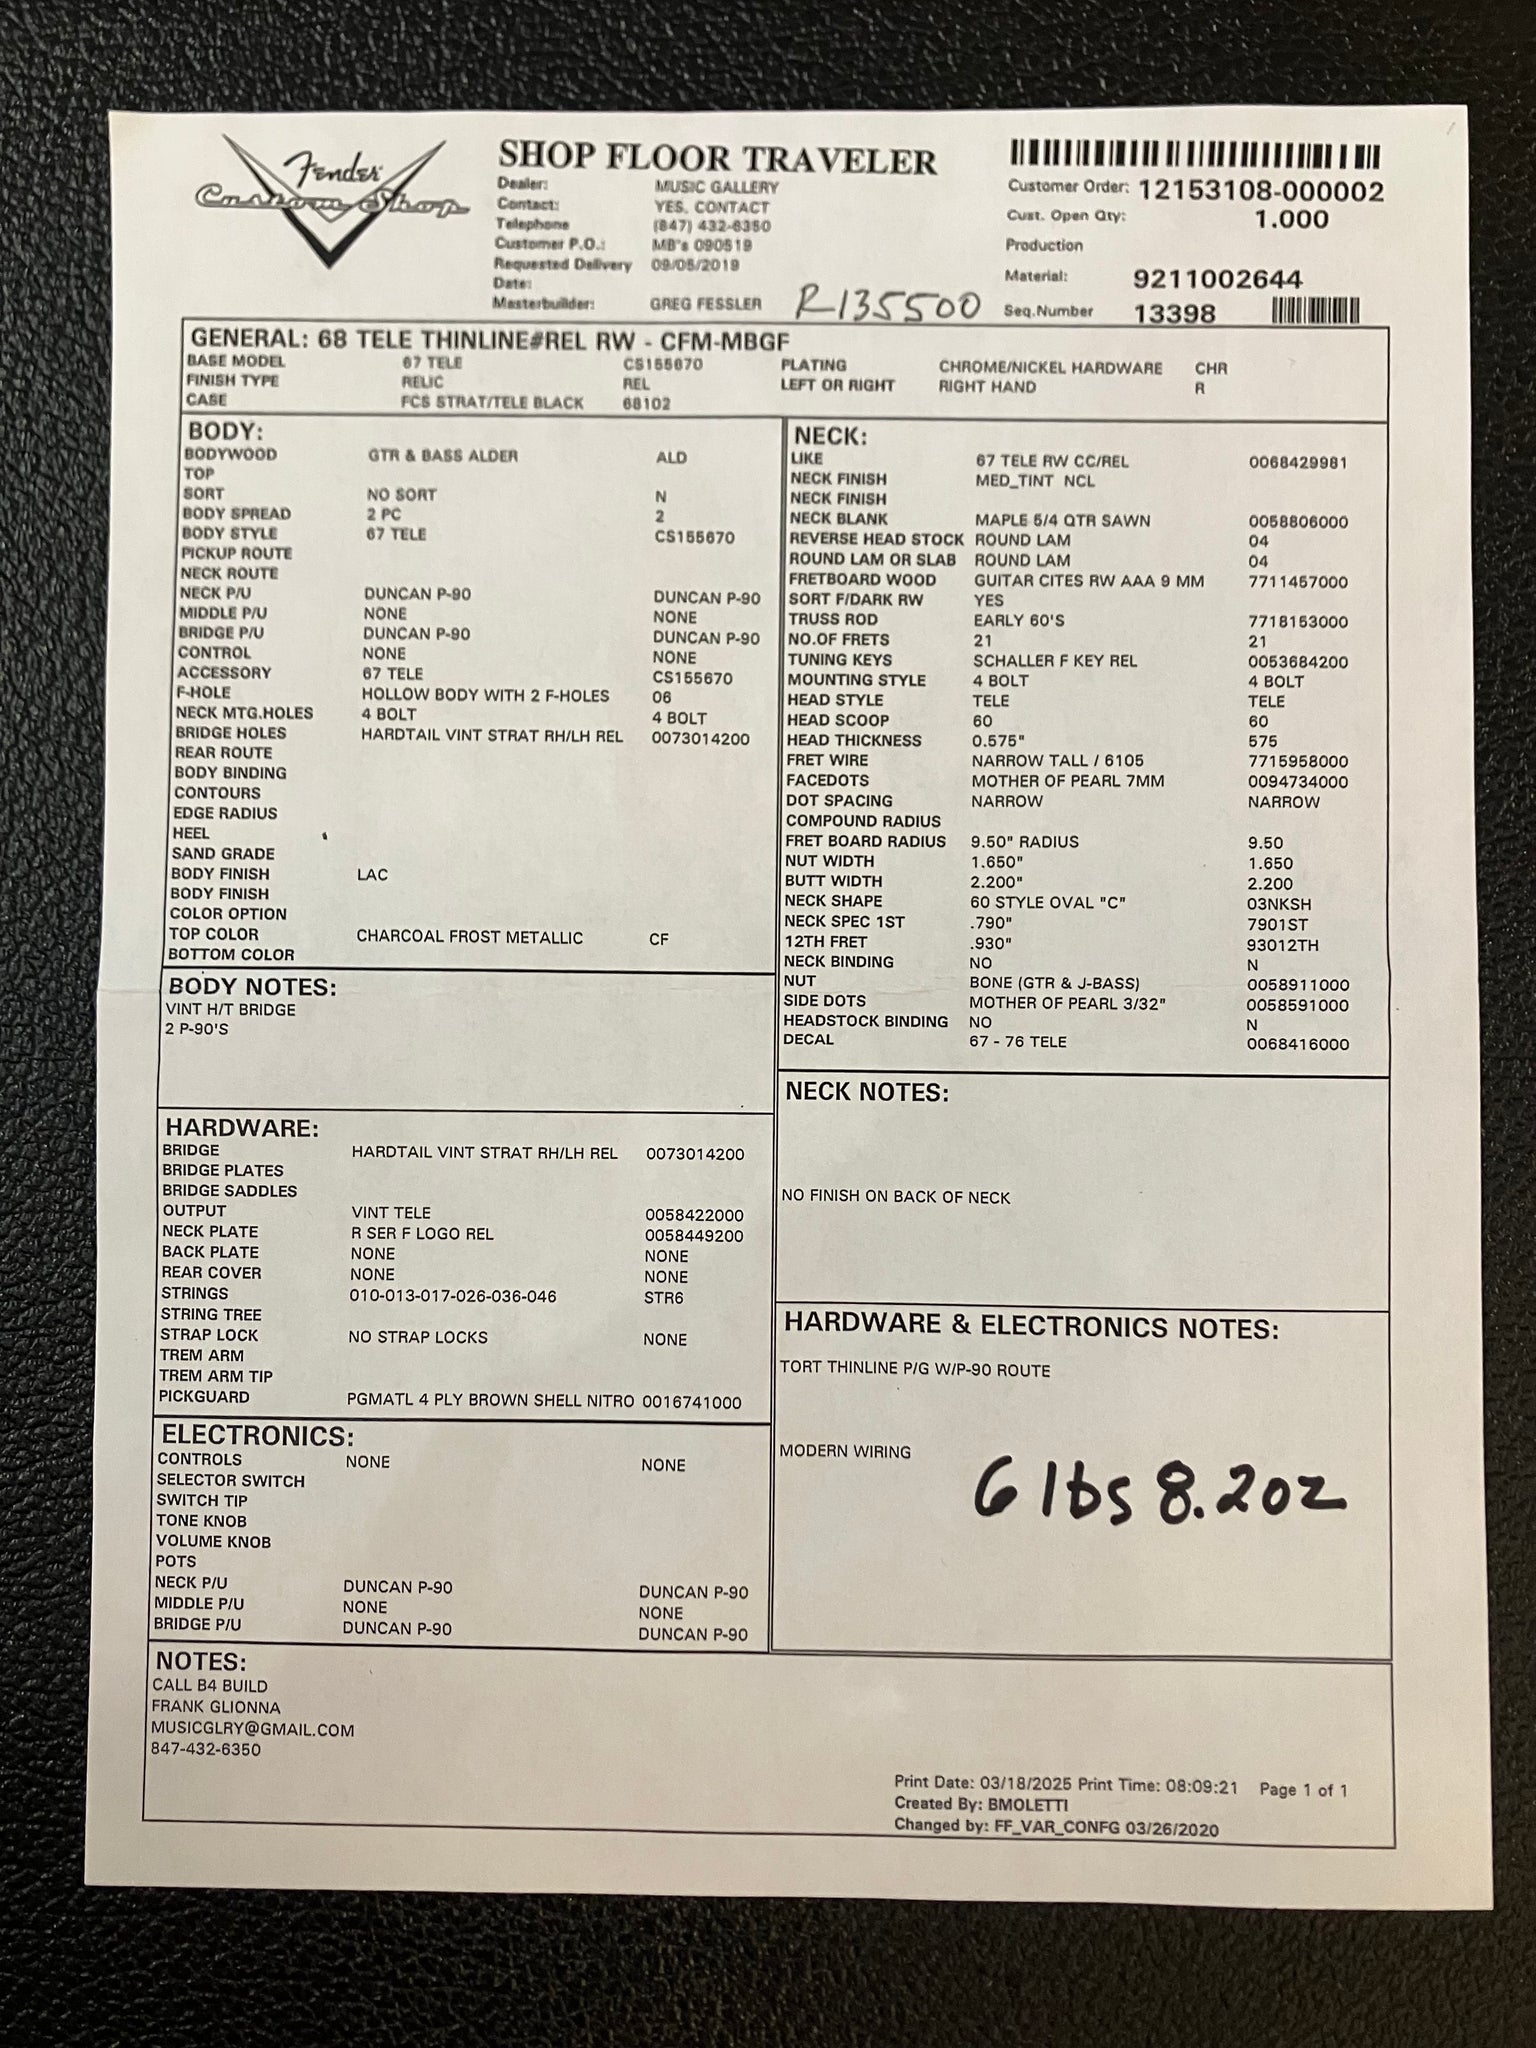 Fender
Custom Shop
SHOP FLOOR TRAVELER
Dealer: MUSIC GALLERY
Contact: YES, CONTACT
Telephone (847) 432-6350
Customer P.O.: MB's 090519
Requested Delivery Date: 09/05/2019
Masterbuilder: GREG FESSLER
R135500
Customer Order: 12153108-000002
Cust. Open Qty: 1.000
Production
Material: 9211002644
Seq.Number 13398
GENERAL: 68 TELE THINLINE#REL RW - CFM-MBGF
BASE MODEL 67 TELE CS155670 PLATING CHROME/NICKEL HARDWARE CHR
FINISH TYPE RELIC REL LEFT OR RIGHT RIGHT HAND R
CASE FCS STRAT/TELE BLACK 68102
BODY:
BODYWOOD GTR & BASS ALDER ALD
TOP
SORT NO SORT N
BODY SPREAD 2 PC 2
BODY STYLE 67 TELE CS155670
PICKUP ROUTE
NECK ROUTE
NECK P/U DUNCAN P-90 DUNCAN P-90
MIDDLE P/U NONE NONE
BRIDGE P/U DUNCAN P-90 DUNCAN P-90
CONTROL NONE NONE
ACCESSORY 67 TELE CS155670
F-HOLE HOLLOW BODY WITH 2 F-HOLES 06
NECK MTG.HOLES 4 BOLT 4 BOLT
BRIDGE HOLES HARDTAIL VINT STRAT RH/LH REL 0073014200
REAR ROUTE
BODY BINDING
CONTOURS
EDGE RADIUS
HEEL
SAND GRADE
BODY FINISH LAC
BODY FINISH
COLOR OPTION
TOP COLOR CHARCOAL FROST METALLIC CF
BOTTOM COLOR
BODY NOTES:
VINT H/T BRIDGE
2 P-90'S
HARDWARE:
BRIDGE HARDTAIL VINT STRAT RH/LH REL 0073014200
BRIDGE PLATES
BRIDGE SADDLES
OUTPUT VINT TELE 0058422000
NECK PLATE R SER F LOGO REL 0058449200
BACK PLATE NONE NONE
REAR COVER NONE NONE
STRINGS 010-013-017-026-036-046 STR6
STRING TREE
STRAP LOCK NO STRAP LOCKS NONE
TREM ARM
TREM ARM TIP
PICKGUARD PGMATL 4 PLY BROWN SHELL NITRO 0016741000
ELECTRONICS:
CONTROLS NONE NONE
SELECTOR SWITCH
SWITCH TIP
TONE KNOB
VOLUME KNOB
POTS
NECK P/U DUNCAN P-90 DUNCAN P-90
MIDDLE P/U NONE NONE
BRIDGE P/U DUNCAN P-90 DUNCAN P-90
NECK:
LIKE 67 TELE RW CC/REL 0068429981
NECK FINISH MED_TINT NCL
NECK FINISH
NECK BLANK MAPLE 5/4 QTR SAWN 0058806000
REVERSE HEAD STOCK ROUND LAM 04
ROUND LAM OR SLAB ROUND LAM 04
FRETBOARD WOOD GUITAR CITES RW AAA 9 MM 7711457000
SORT F/DARK RW YES
TRUSS ROD EARLY 60'S 7718153000
NO.OF FRETS 21 21
TUNING KEYS SCHALLER F KEY REL 0053684200
MOUNTING STYLE 4 BOLT 4 BOLT
HEAD STYLE TELE TELE
HEAD SCOOP 60 60
HEAD THICKNESS 0.575" 575
FRET WIRE NARROW TALL / 6105 7715958000
FACEDOTS MOTHER OF PEARL 7MM 0094734000
DOT SPACING NARROW NARROW
COMPOUND RADIUS
FRET BOARD RADIUS 9.50" RADIUS 9.50
NUT WIDTH 1.650" 1.650
BUTT WIDTH 2.200" 2.200
NECK SHAPE 60 STYLE OVAL "C" 03NKSH
NECK SPEC 1ST .790" 7901ST
12TH FRET .930" 93012TH
NECK BINDING NO N
NUT BONE (GTR & J-BASS) 0058911000
SIDE DOTS MOTHER OF PEARL 3/32" 0058591000
HEADSTOCK BINDING NO N
DECAL 67 - 76 TELE 0068416000
NECK NOTES:
NO FINISH ON BACK OF NECK
HARDWARE & ELECTRONICS NOTES:
TORT THINLINE P/G W/P-90 ROUTE
MODERN WIRING
6 lbs 8.2oz
NOTES:
CALL B4 BUILD
FRANK GLIONNA
MUSICGLRY@GMAIL.COM
847-432-6350
Print Date: 03/18/2025 Print Time: 08:09:21 Page 1 of 1
Created By: BMOLETTI
Changed by: FF_VAR_CONFG 03/26/2020